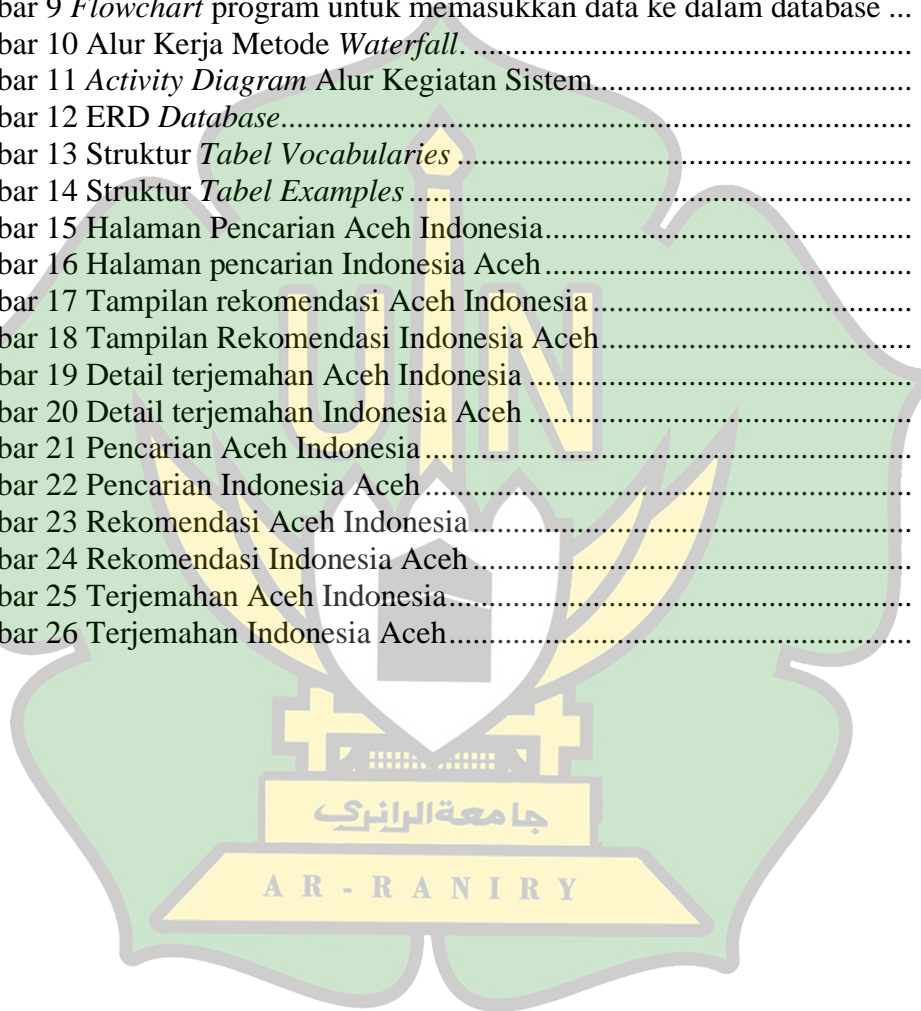 bar 9 Flowchart program untuk memasukkan data ke dalam database ...
bar 10 Alur Kerja Metode Waterfall. ..........................................................
bar 11 Activity Diagram Alur Kegiatan Sistem..........................................
bar 12 ERD Database..................................................................................
bar 13 Struktur Tabel Vocabularies ...........................................................
bar 14 Struktur Tabel Examples .................................................................
bar 15 Halaman Pencarian Aceh Indonesia................................................
bar 16 Halaman pencarian Indonesia Aceh ................................................
bar 17 Tampilan rekomendasi Aceh Indonesia ..........................................
bar 18 Tampilan Rekomendasi Indonesia Aceh.........................................
bar 19 Detail terjemahan Aceh Indonesia ..................................................
bar 20 Detail terjemahan Indonesia Aceh ..................................................
bar 21 Pencarian Aceh Indonesia ...............................................................
bar 22 Pencarian Indonesia Aceh ...............................................................
bar 23 Rekomendasi Aceh Indonesia .........................................................
bar 24 Rekomendasi Indonesia Aceh .........................................................
bar 25 Terjemahan Aceh Indonesia............................................................
bar 26 Terjemahan Indonesia Aceh............................................................
UIN
جامعة الرانري
AR-RANIRY